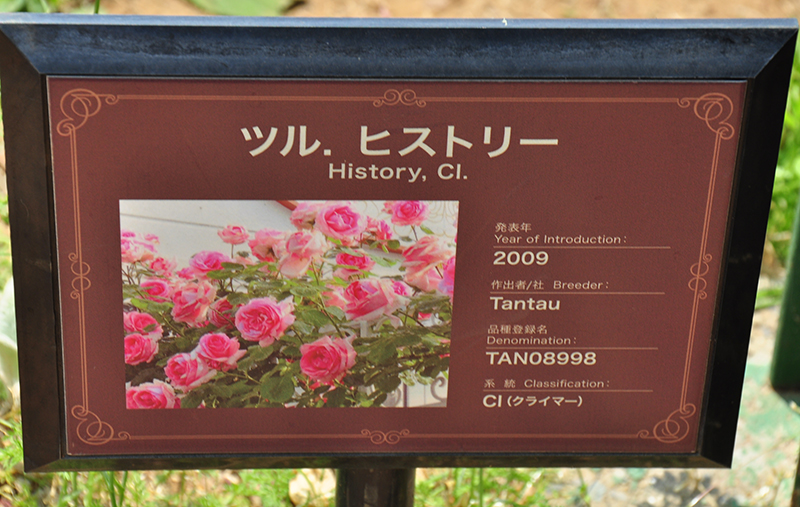 ツル. ヒストリー
History, Cl.
発表年
Year of Introduction:
2009
作出者/社 Breeder:
Tantau
品種登録名
Denomination:
TAN08998
系 統 Classification:
Cl (クライマー)